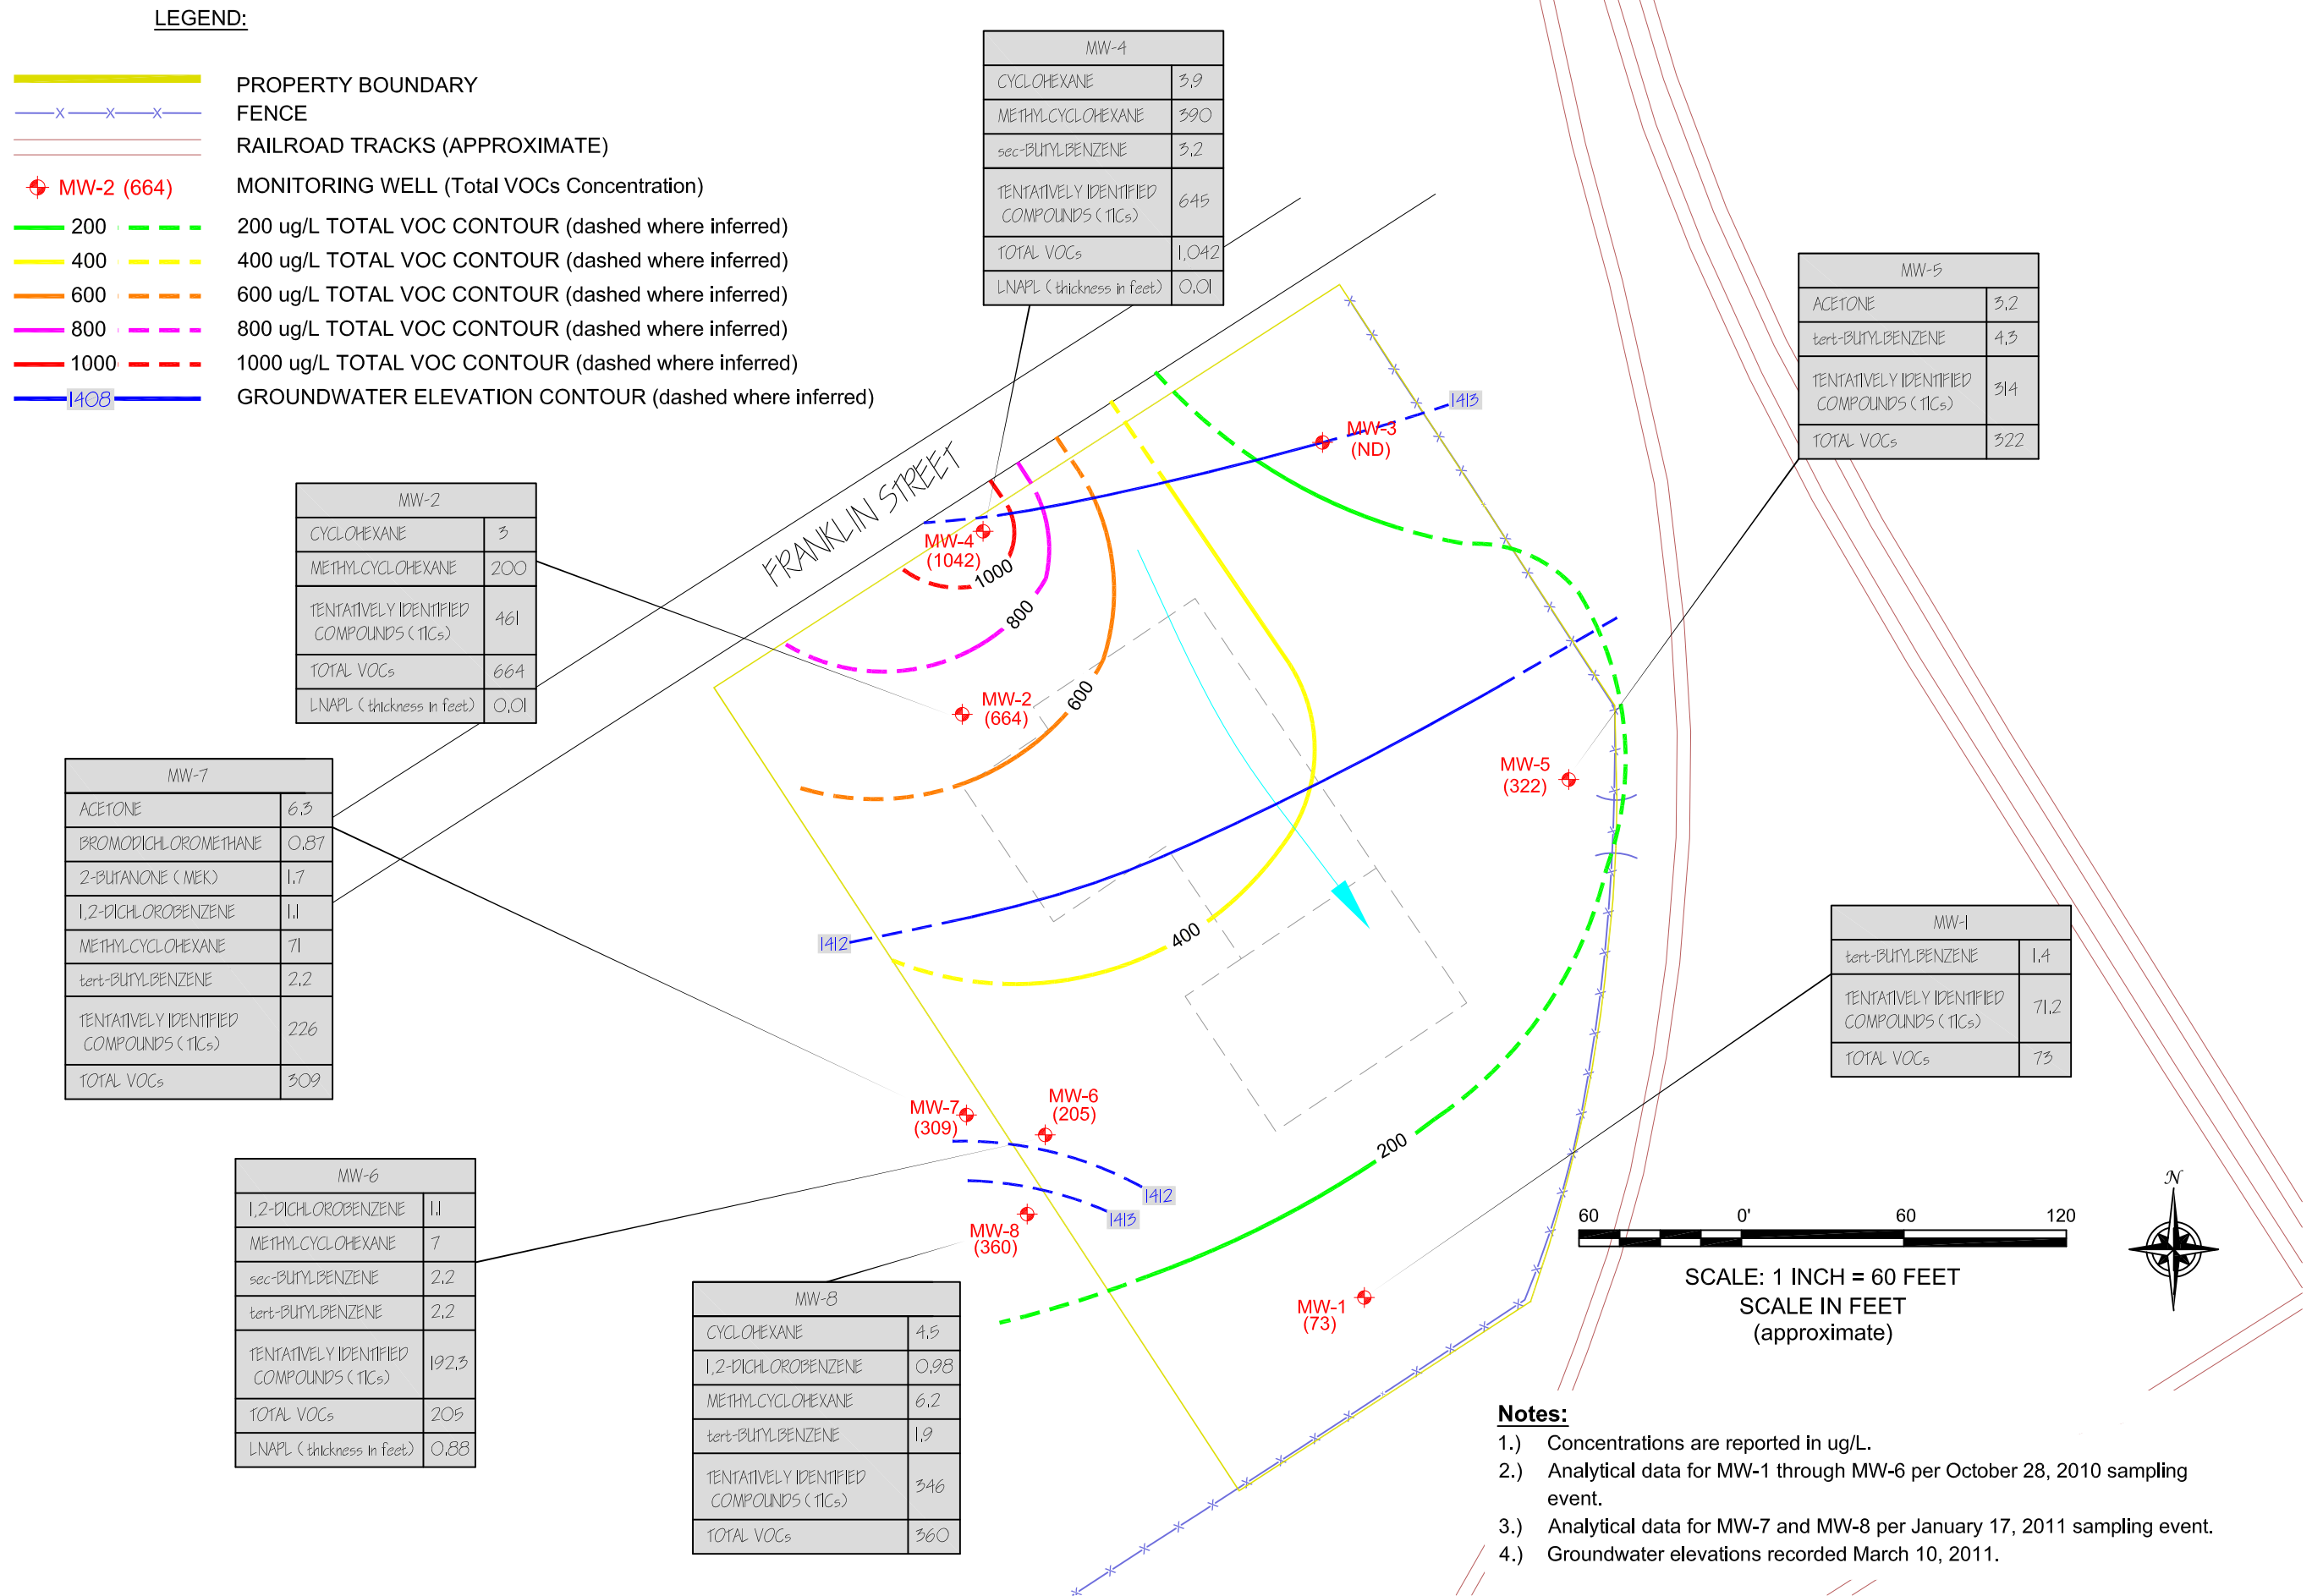 LEGEND:
PROPERTY BOUNDARY
FENCE
RAILROAD TRACKS (APPROXIMATE)
MW-2 (664) MONITORING WELL (Total VOCs Concentration)
200 200 ug/L TOTAL VOC CONTOUR (dashed where inferred)
400 400 ug/L TOTAL VOC CONTOUR (dashed where inferred)
600 600 ug/L TOTAL VOC CONTOUR (dashed where inferred)
800 800 ug/L TOTAL VOC CONTOUR (dashed where inferred)
1000 1000 ug/L TOTAL VOC CONTOUR (dashed where inferred)
1408 GROUNDWATER ELEVATION CONTOUR (dashed where inferred)
MW-4
CYCLOHEXANE 3.9
METHYLCYCLOHEXANE 390
sec-BUTYLBENZENE 3.2
TENTATIVELY IDENTIFIED
COMPOUNDS (TICs) 645
TOTAL VOCs 1,042
LNAPL (thickness in feet) 0.01
MW-5
ACETONE 3.2
tert-BUTYLBENZENE 4.3
TENTATIVELY IDENTIFIED
COMPOUNDS (TICs) 314
TOTAL VOCs 322
MW-2
CYCLOHEXANE 3
METHYLCYCLOHEXANE 200
TENTATIVELY IDENTIFIED
COMPOUNDS (TICs) 461
TOTAL VOCs 664
LNAPL (thickness in feet) 0.01
MW-7
ACETONE 6.3
BROMODICHLOROMETHANE 0.87
2-BUTANONE (MEK) 1.7
1,2-DICHLOROBENZENE 1.1
METHYLCYCLOHEXANE 71
tert-BUTYLBENZENE 2.2
TENTATIVELY IDENTIFIED
COMPOUNDS (TICs) 226
TOTAL VOCs 309
MW-6
1,2-DICHLOROBENZENE 1.1
METHYLCYCLOHEXANE 7
sec-BUTYLBENZENE 2.2
tert-BUTYLBENZENE 2.2
TENTATIVELY IDENTIFIED
COMPOUNDS (TICs) 192.3
TOTAL VOCs 205
LNAPL (thickness in feet) 0.88
MW-8
CYCLOHEXANE 4.5
1,2-DICHLOROBENZENE 0.98
METHYLCYCLOHEXANE 6.2
tert-BUTYLBENZENE 1.9
TENTATIVELY IDENTIFIED
COMPOUNDS (TICs) 346
TOTAL VOCs 360
MW-1
tert-BUTYLBENZENE 1.4
TENTATIVELY IDENTIFIED
COMPOUNDS (TICs) 71.2
TOTAL VOCs 73
FRANKLIN STREET
1413
MW-3
(ND)
MW-4
(1042)
1000
800
MW-2
(664)
600
MW-5
(322)
1412
400
MW-7
(309)
MW-6
(205)
200
1412
1413
MW-8
(360)
MW-1
(73)
N
60 0' 60 120
SCALE: 1 INCH = 60 FEET
SCALE IN FEET
(approximate)
Notes:
1.) Concentrations are reported in ug/L.
2.) Analytical data for MW-1 through MW-6 per October 28, 2010 sampling
event.
3.) Analytical data for MW-7 and MW-8 per January 17, 2011 sampling event.
4.) Groundwater elevations recorded March 10, 2011.